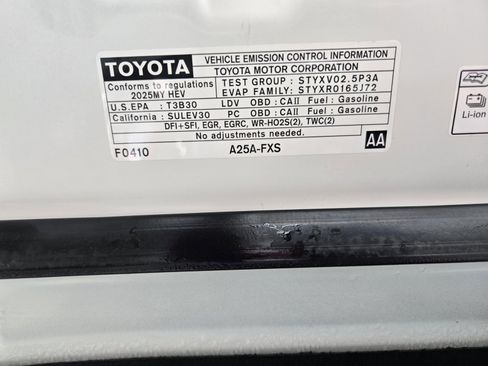 TOYOTA
VEHICLE EMISSION CONTROL INFORMATION
TOYOTA MOTOR CORPORATION
Conforms to regulations
2025MY HEV
TEST GROUP : STYXV02.5P3A
EVAP FAMILY: STYXR0165J72
U.S.EPA : T3B30 LDV OBD : CAII Fuel : Gasoline
California : SULEV30 PC OBD : CAII Fuel : Gasoline
DFI+SFI, EGR, EGRC, WR-HO2S(2), TWC(2)
No adjustments needed.
F0410 A25A-FXS AA
Li-ion